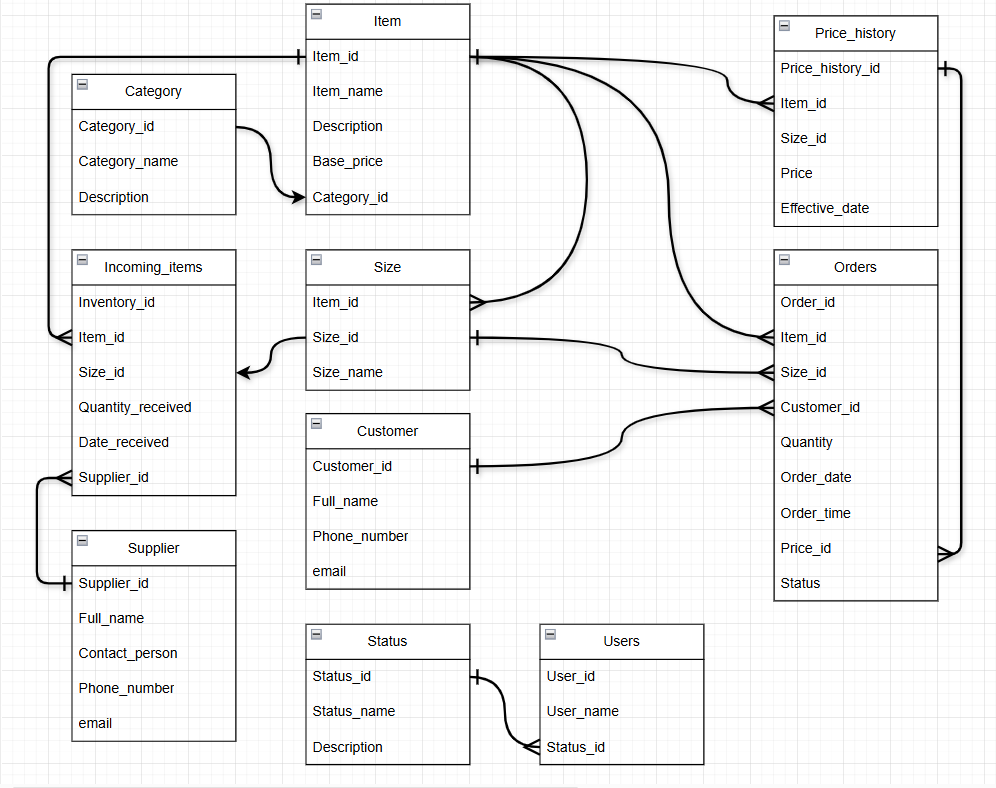 Item
Item_id
Item_name
Description
Base_price
Category_id
Price_history
Price_history_id
Item_id
Size_id
Price
Effective_date
Category
Category_id
Category_name
Description
Incoming_items
Inventory_id
Item_id
Size_id
Quantity_received
Date_received
Supplier_id
Size
Item_id
Size_id
Size_name
Orders
Order_id
Item_id
Size_id
Customer_id
Quantity
Order_date
Order_time
Price_id
Status
Customer
Customer_id
Full_name
Phone_number
email
Supplier
Supplier_id
Full_name
Contact_person
Phone_number
email
Status
Status_id
Status_name
Description
Users
User_id
User_name
Status_id